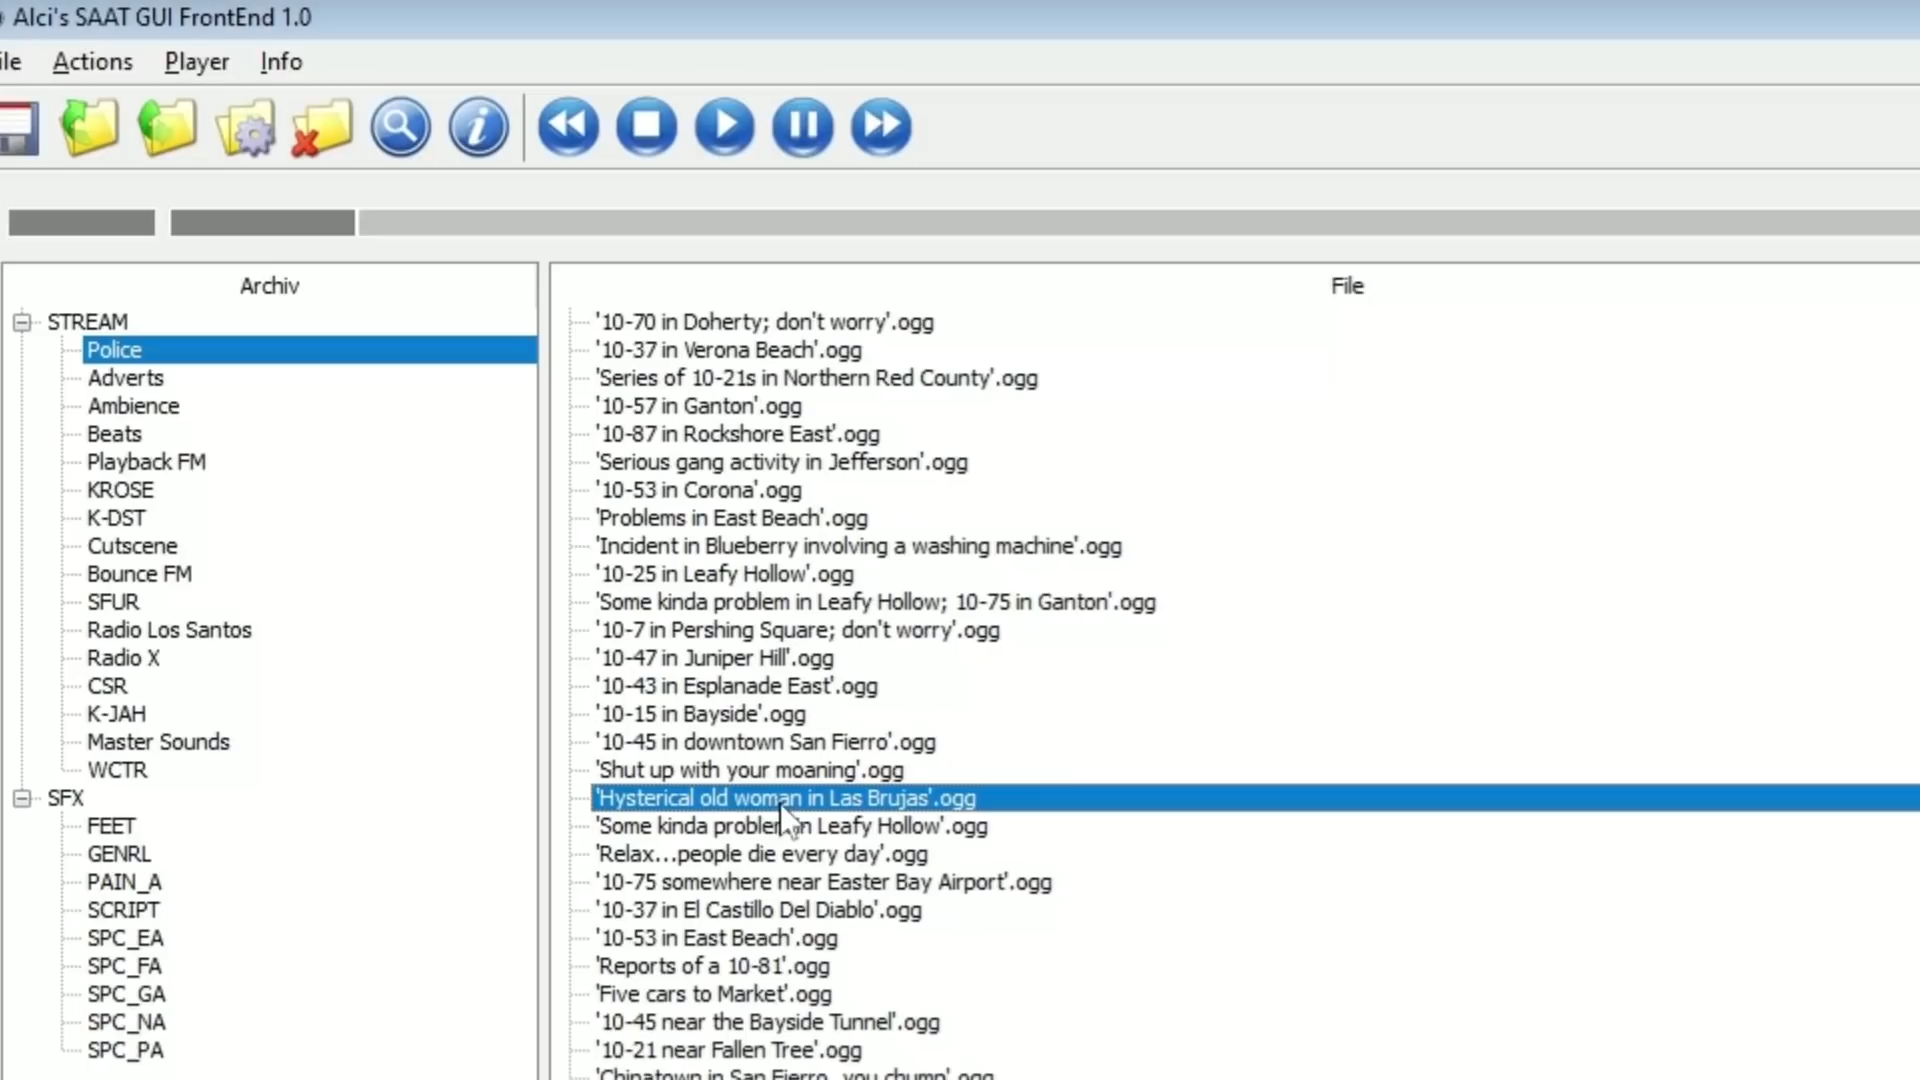 Alci's SAAT GUI FrontEnd 1.0
ile Actions Player Info
Archiv
STREAM
Police
Adverts
Ambience
Beats
Playback FM
KROSE
K-DST
Cutscene
Bounce FM
SFUR
Radio Los Santos
Radio X
CSR
K-JAH
Master Sounds
WCTR
SFX
FEET
GENRL
PAIN_A
SCRIPT
SPC_EA
SPC_FA
SPC_GA
SPC_NA
SPC_PA
File
'10-70 in Doherty; don't worry'.ogg
'10-37 in Verona Beach'.ogg
'Series of 10-21s in Northern Red County'.ogg
'10-57 in Ganton'.ogg
'10-87 in Rockshore East'.ogg
'Serious gang activity in Jefferson'.ogg
'10-53 in Corona'.ogg
'Problems in East Beach'.ogg
'Incident in Blueberry involving a washing machine'.ogg
'10-25 in Leafy Hollow'.ogg
'Some kinda problem in Leafy Hollow; 10-75 in Ganton'.ogg
'10-7 in Pershing Square; don't worry'.ogg
'10-47 in Juniper Hill'.ogg
'10-43 in Esplanade East'.ogg
'10-15 in Bayside'.ogg
'10-45 in downtown San Fierro'.ogg
'Shut up with your moaning'.ogg
'Hysterical old woman in Las Brujas'.ogg
'Some kinda problem in Leafy Hollow'.ogg
'Relax...people die every day'.ogg
'10-75 somewhere near Easter Bay Airport'.ogg
'10-37 in El Castillo Del Diablo'.ogg
'10-53 in East Beach'.ogg
'Reports of a 10-81'.ogg
'Five cars to Market'.ogg
'10-45 near the Bayside Tunnel'.ogg
'10-21 near Fallen Tree'.ogg
'Chinatown in San Fierro, you chump'.ogg